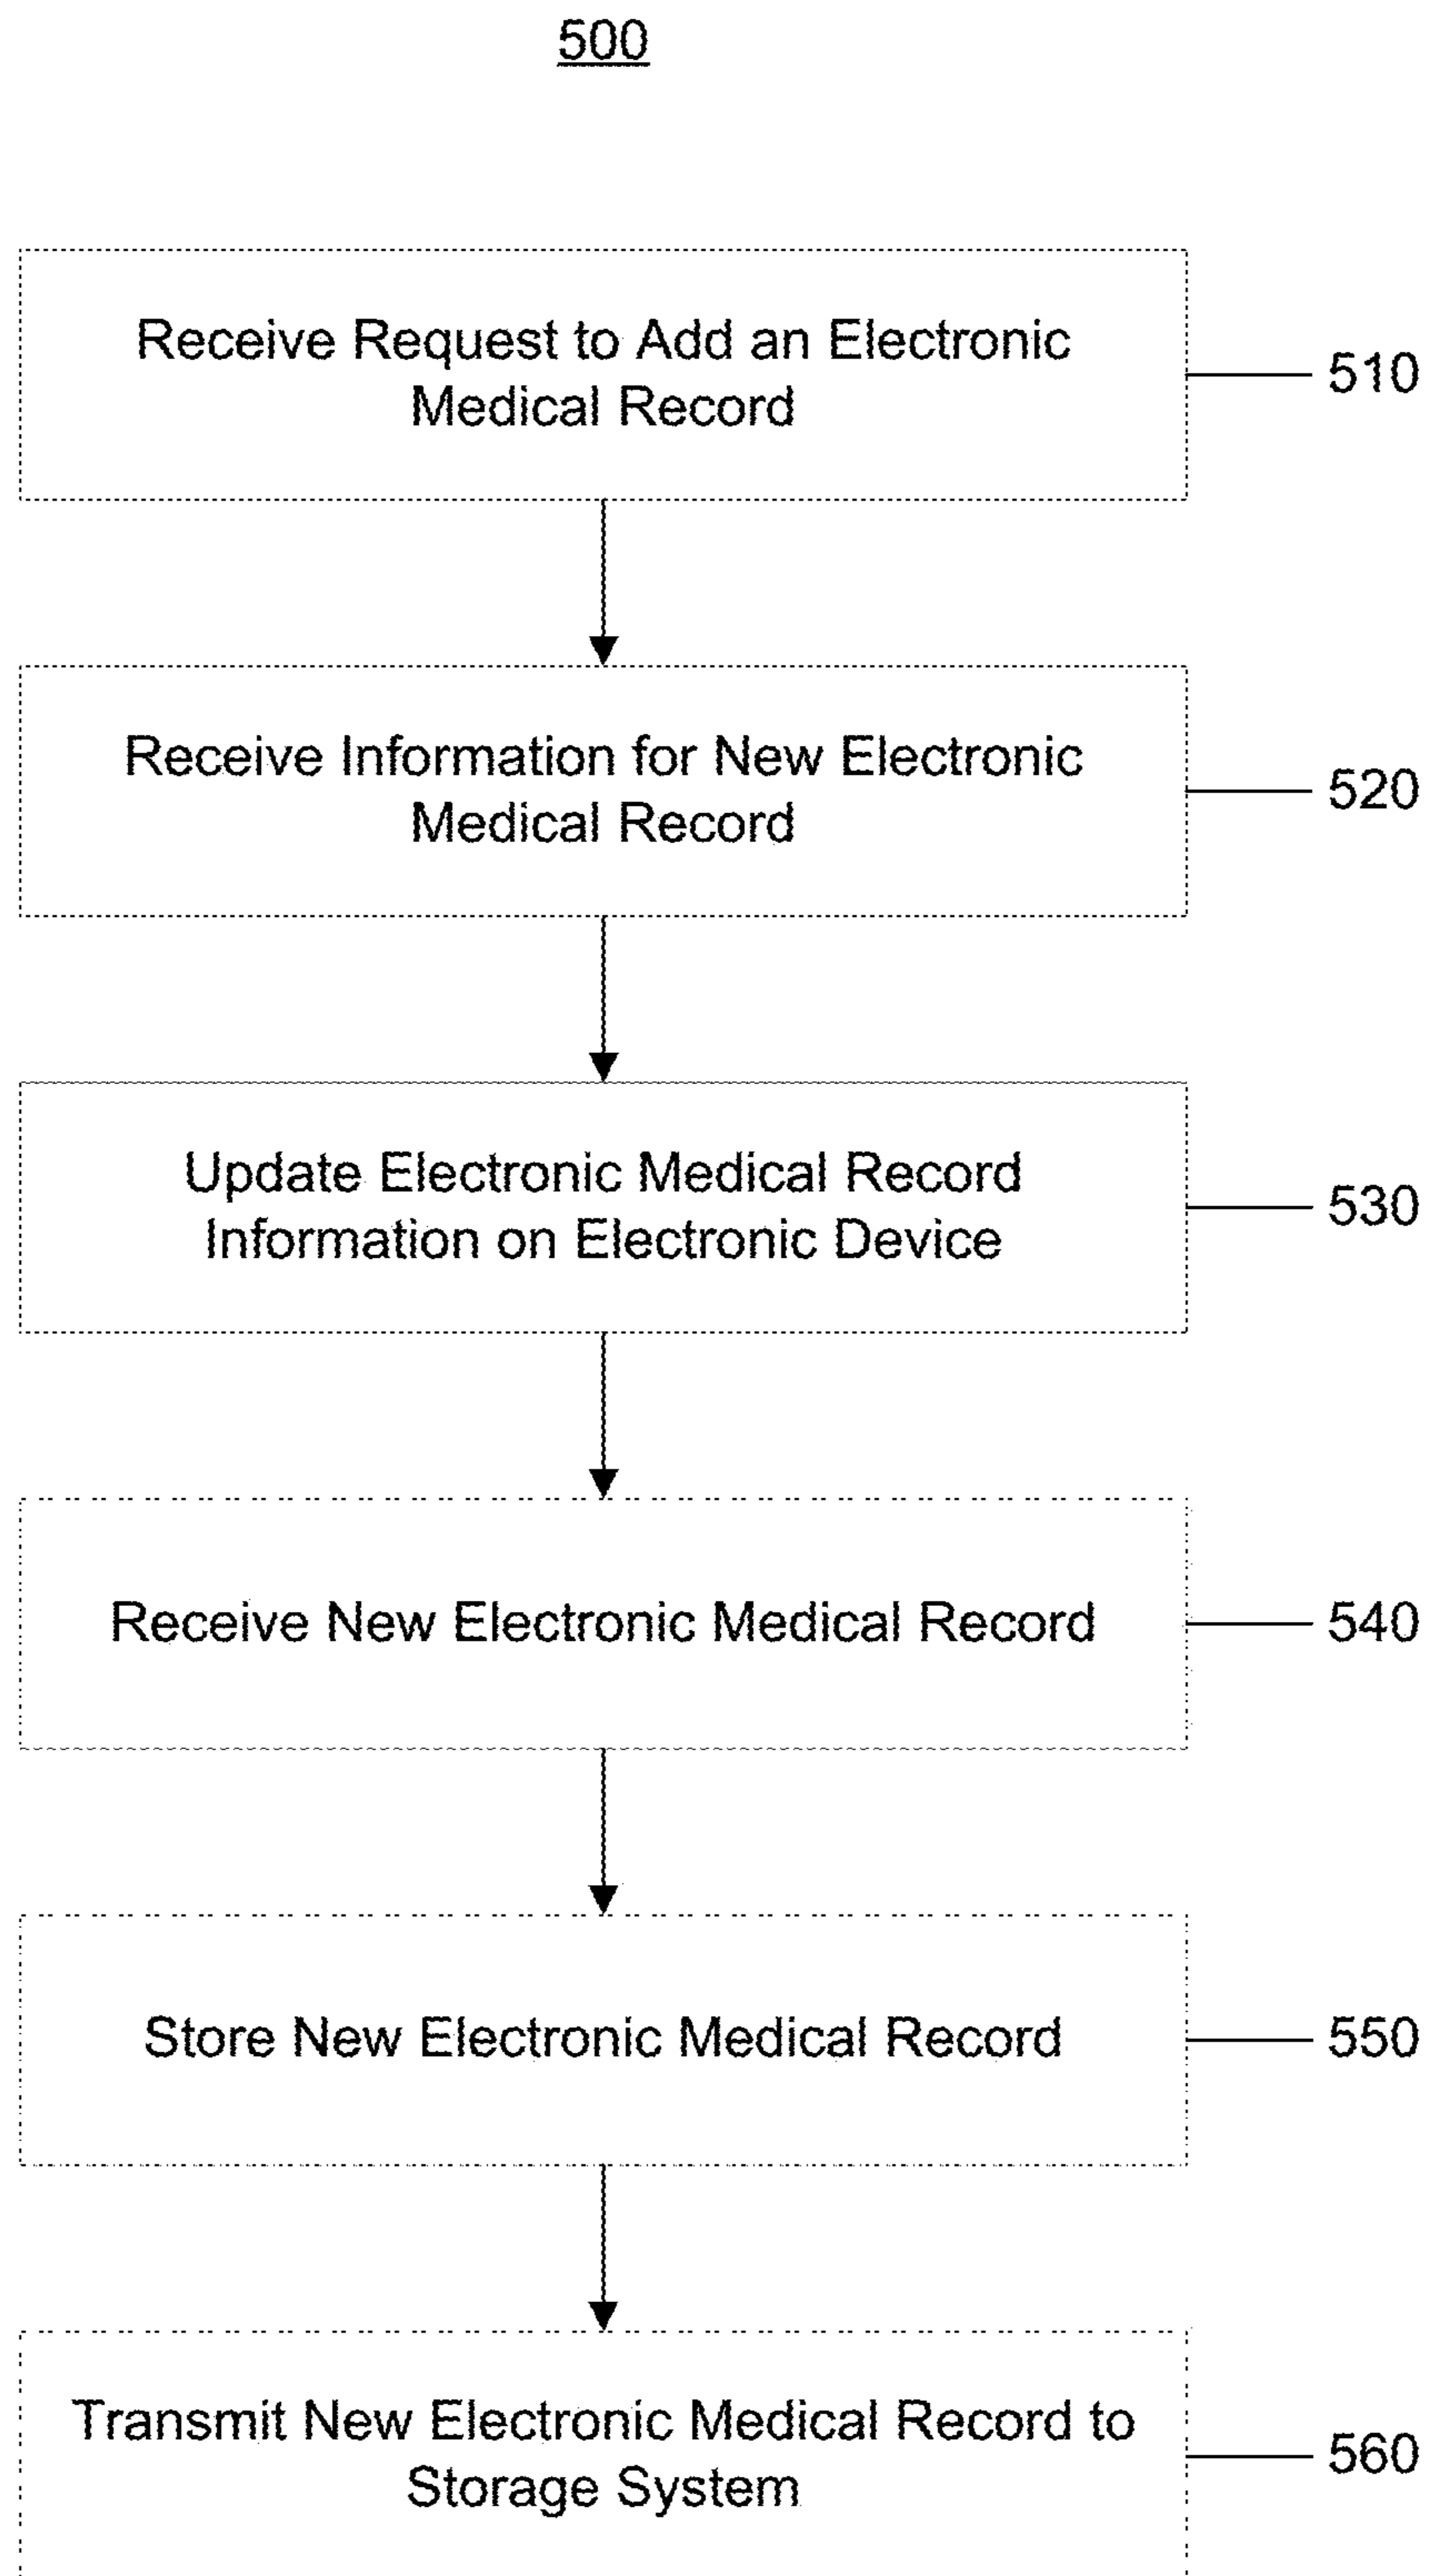 500
Receive Request to Add an Electronic
Medical Record
510
Receive Information for New Electronic
Medical Record
520
Update Electronic Medical Record
Information on Electronic Device
530
Receive New Electronic Medical Record
540
Store New Electronic Medical Record
550
Transmit New Electronic Medical Record to
Storage System
560